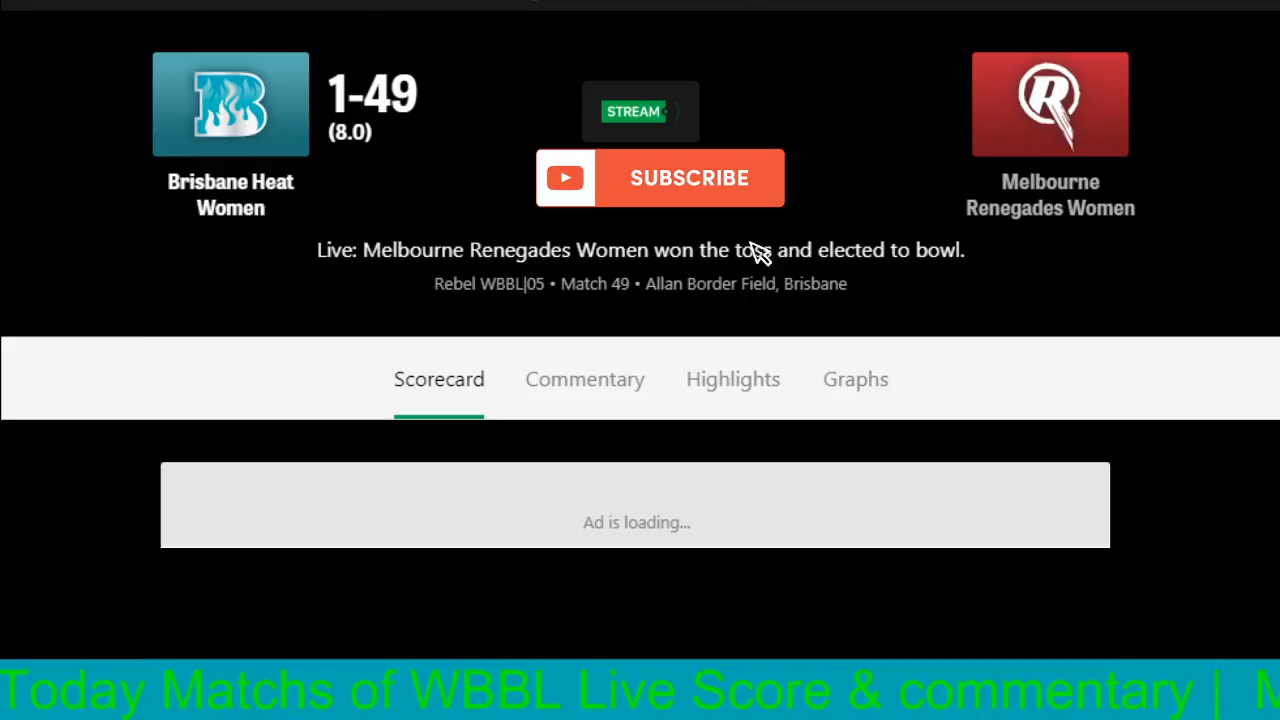 1-49
(8.0)
STREAM
SUBSCRIBE
Brisbane Heat
Women
Melbourne
Renegades Women
Live: Melbourne Renegades Women won the toss and elected to bowl.
Rebel WBBL|05 • Match 49 • Allan Border Field, Brisbane
Scorecard Commentary Highlights Graphs
Ad is loading...
Today Matchs of WBBL Live Score & commentary |